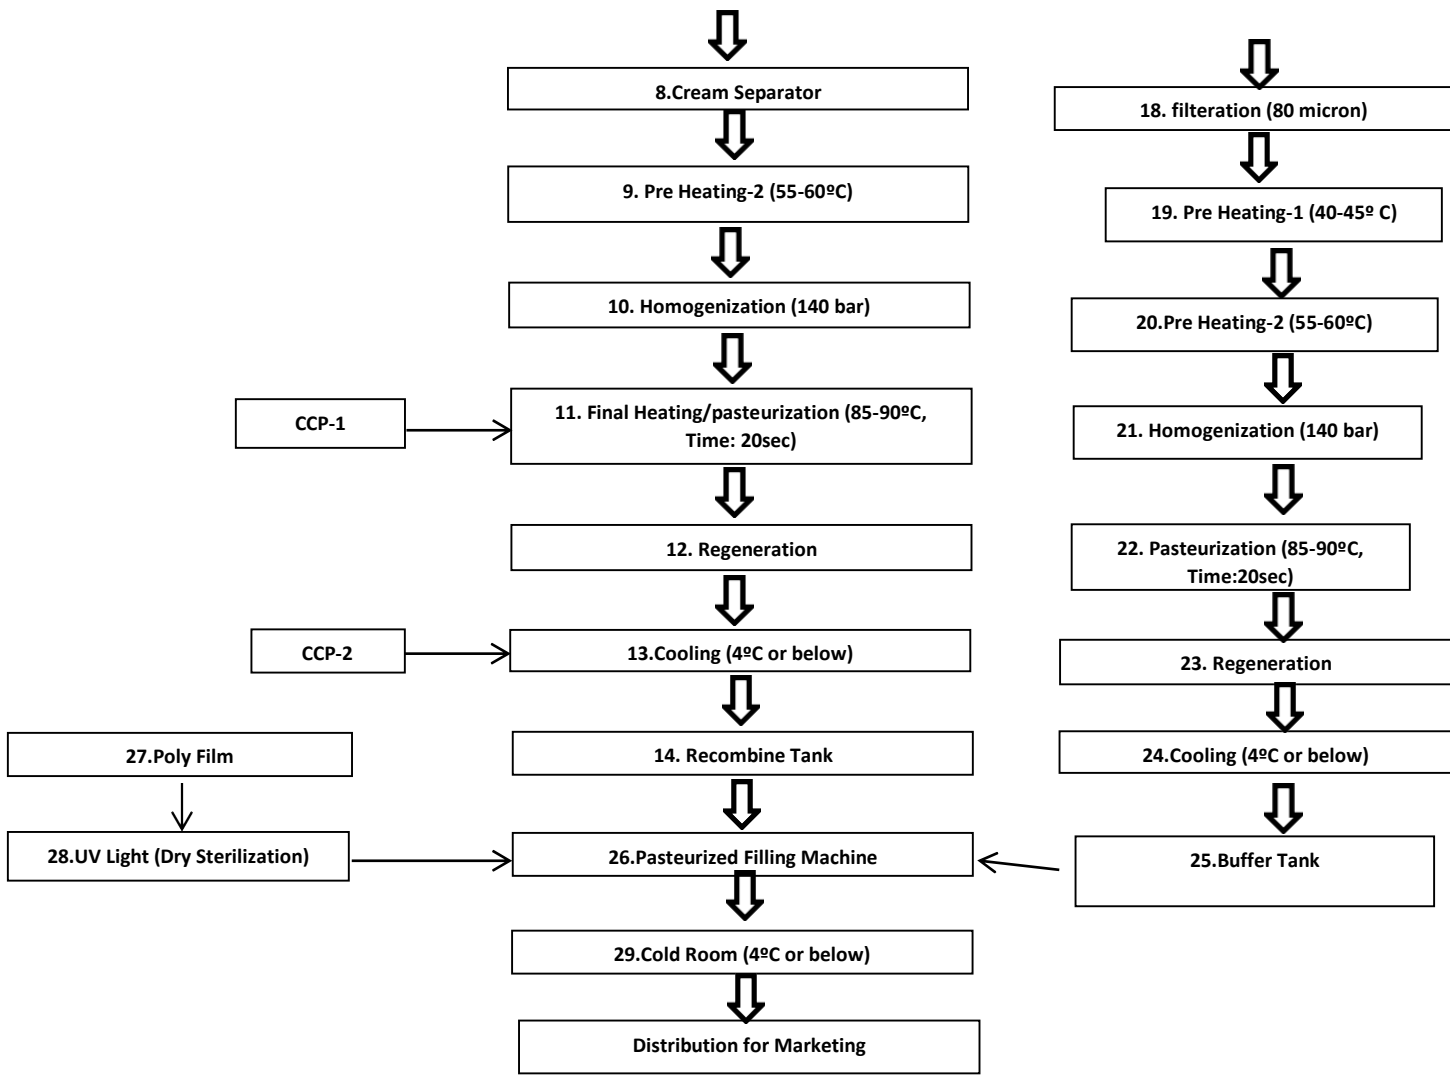 8.Cream Separator
9. Pre Heating-2 (55-60ºC)
10. Homogenization (140 bar)
CCP-1
11. Final Heating/pasteurization (85-90ºC,
Time: 20sec)
12. Regeneration
CCP-2
13.Cooling (4ºC or below)
27.Poly Film
14. Recombine Tank
28.UV Light (Dry Sterilization)
26.Pasteurized Filling Machine
29.Cold Room (4ºC or below)
Distribution for Marketing
18. filteration (80 micron)
19. Pre Heating-1 (40-45º C)
20.Pre Heating-2 (55-60ºC)
21. Homogenization (140 bar)
22. Pasteurization (85-90ºC,
Time:20sec)
23. Regeneration
24.Cooling (4ºC or below)
25.Buffer Tank